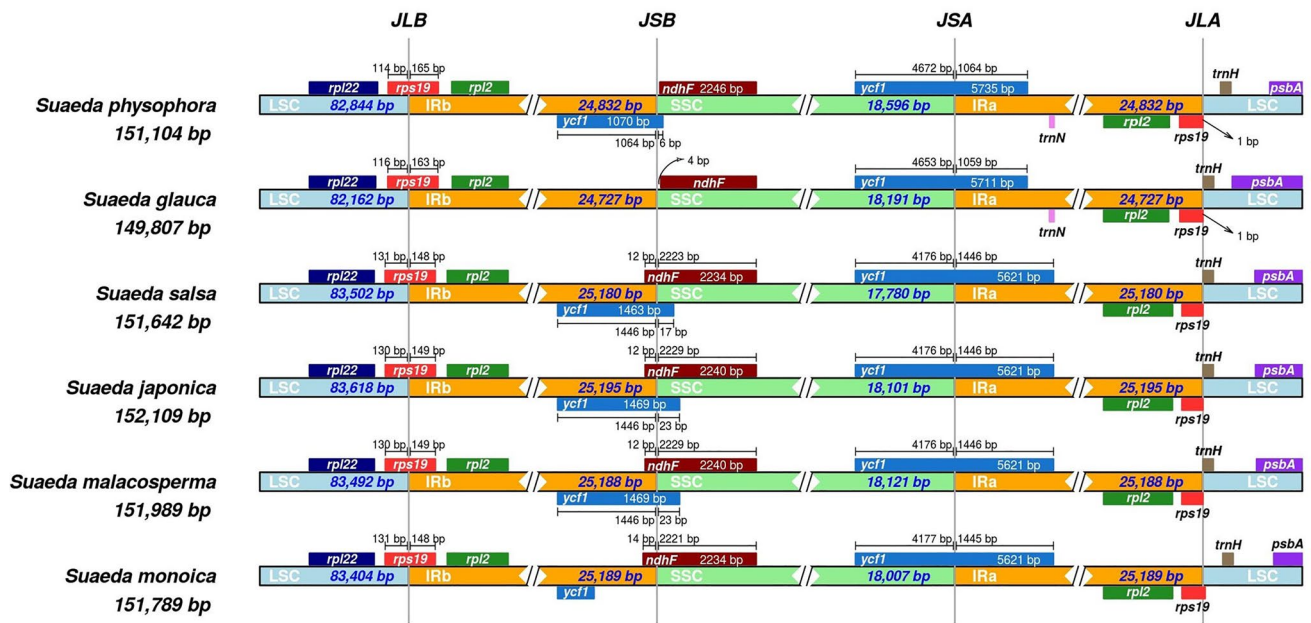 JLB JSB JSA JLA
114 bp 165 bp 4672 bp 1064 bp trnH
rpl22 rps19 rpl2 ndhF 2246 bp ycf1 5735 bp psbA
Suaeda physophora LSC 82,844 bp IRb 24,832 bp SSC 18,596 bp IRa 24,832 bp LSC
151,104 bp ycf1 1070 bp rpl2
1064 bp 6 bp trnN rps19 1 bp
116 bp 163 bp 4 bp 4653 bp 1059 bp trnH
rpl22 rps19 rpl2 ndhF ycf1 5711 bp psbA
Suaeda glauca LSC 82,162 bp IRb 24,727 bp SSC 18,191 bp IRa 24,727 bp LSC
149,807 bp rpl2
trnN rps19 1 bp
131 bp 148 bp 12 bp 2223 bp 4176 bp 1446 bp trnH
rpl22 rps19 rpl2 ndhF 2234 bp ycf1 5621 bp psbA
Suaeda salsa LSC 83,502 bp IRb 25,180 bp SSC 17,780 bp IRa 25,180 bp LSC
151,642 bp ycf1 1463 bp rpl2
1446 bp 17 bp rps19
130 bp 149 bp 12 bp 2229 bp 4176 bp 1446 bp trnH
rpl22 rps19 rpl2 ndhF 2240 bp ycf1 5621 bp psbA
Suaeda japonica LSC 83,618 bp IRb 25,195 bp SSC 18,101 bp IRa 25,195 bp LSC
152,109 bp ycf1 1469 bp rpl2
1446 bp 23 bp rps19
130 bp 149 bp 12 bp 2229 bp 4176 bp 1446 bp trnH
rpl22 rps19 rpl2 ndhF 2240 bp ycf1 5621 bp psbA
Suaeda malacosperma LSC 83,492 bp IRb 25,188 bp SSC 18,121 bp IRa 25,188 bp LSC
151,989 bp ycf1 1469 bp rpl2
1446 bp 23 bp rps19
131 bp 148 bp 14 bp 2221 bp 4177 bp 1445 bp trnH psbA
rpl22 rps19 rpl2 ndhF 2234 bp ycf1 5621 bp
Suaeda monoica LSC 83,404 bp IRb 25,189 bp SSC 18,007 bp IRa 25,189 bp LSC
151,789 bp ycf1 rpl2
rps19